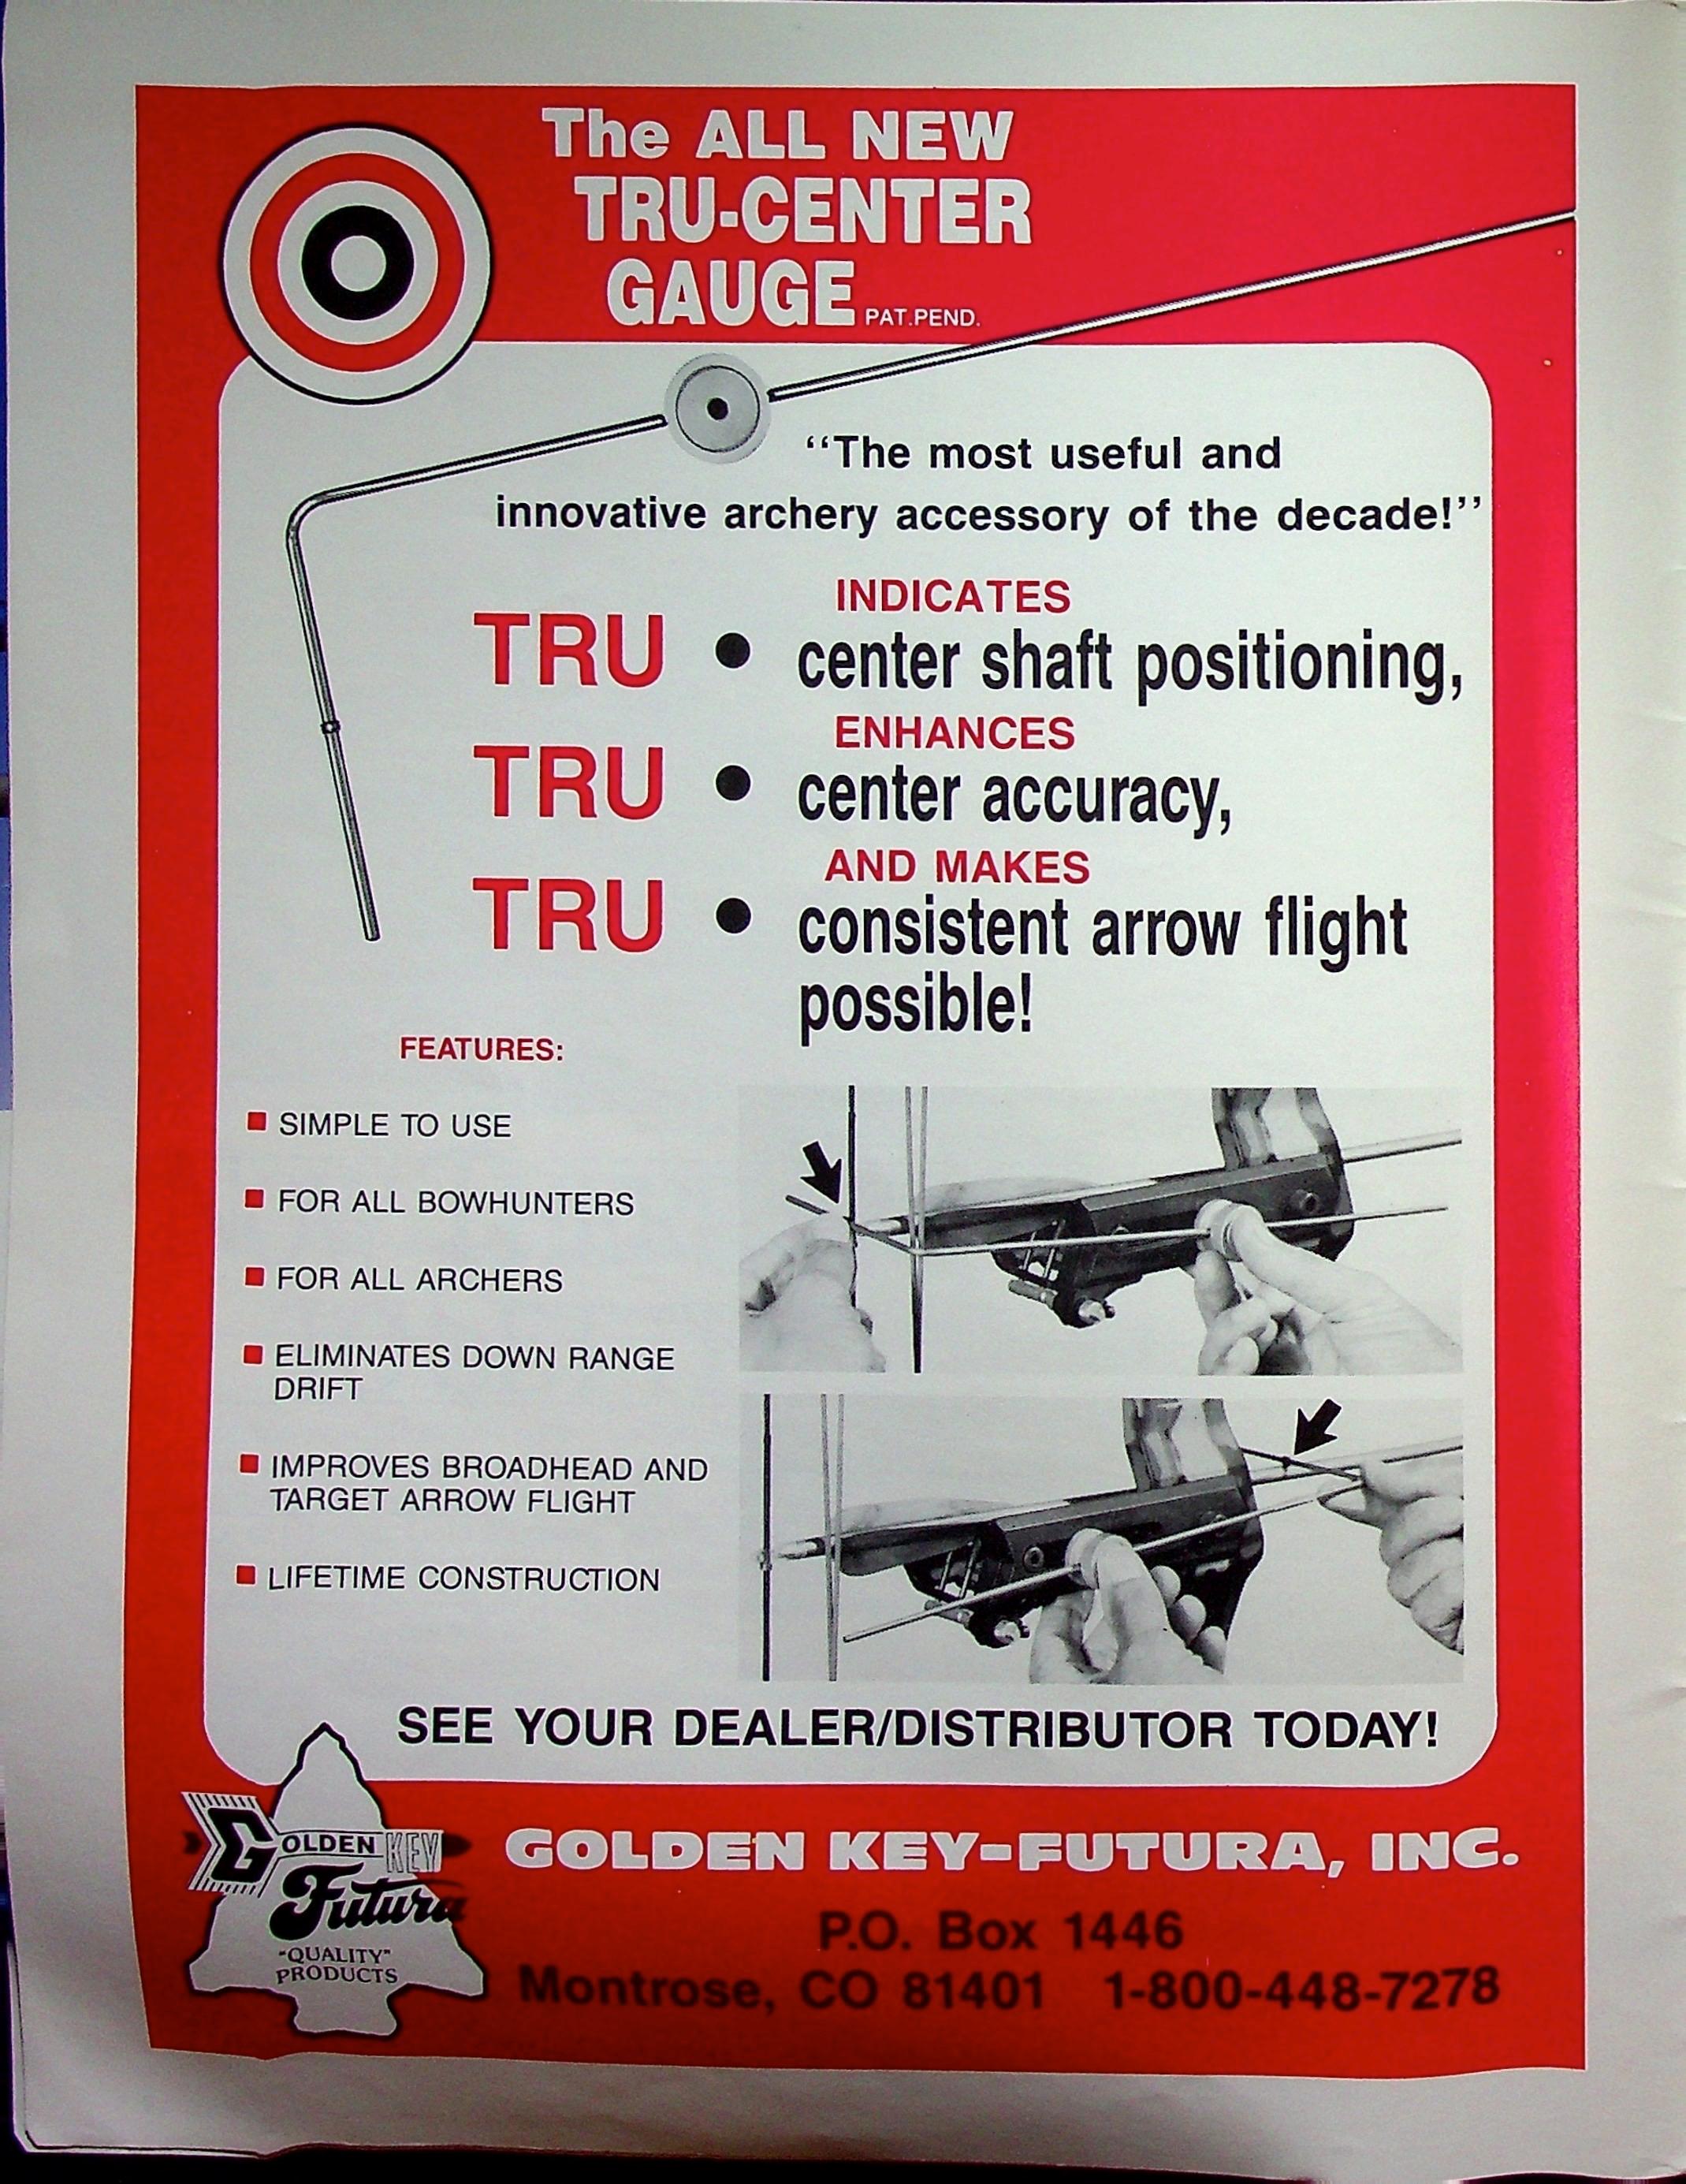 The ALL NEW
TRU-CENTER
GAUGE PAT.PEND.
‘‘The most useful and
innovative archery accessory of the decade!’’
INDICATES
TRU • center shaft positioning,
ENHANCES
TRU • center accuracy,
AND MAKES
TRU • consistent arrow flight
possible!
FEATURES:
SIMPLE TO USE
FOR ALL BOWHUNTERS
FOR ALL ARCHERS
ELIMINATES DOWN RANGE
DRIFT
IMPROVES BROADHEAD AND
TARGET ARROW FLIGHT
LIFETIME CONSTRUCTION
SEE YOUR DEALER/DISTRIBUTOR TODAY!
GOLDEN KEY
Futura
"QUALITY"
PRODUCTS
GOLDEN KEY-FUTURA, INC.
P.O. Box 1446
Montrose, CO 81401 1-800-448-7278